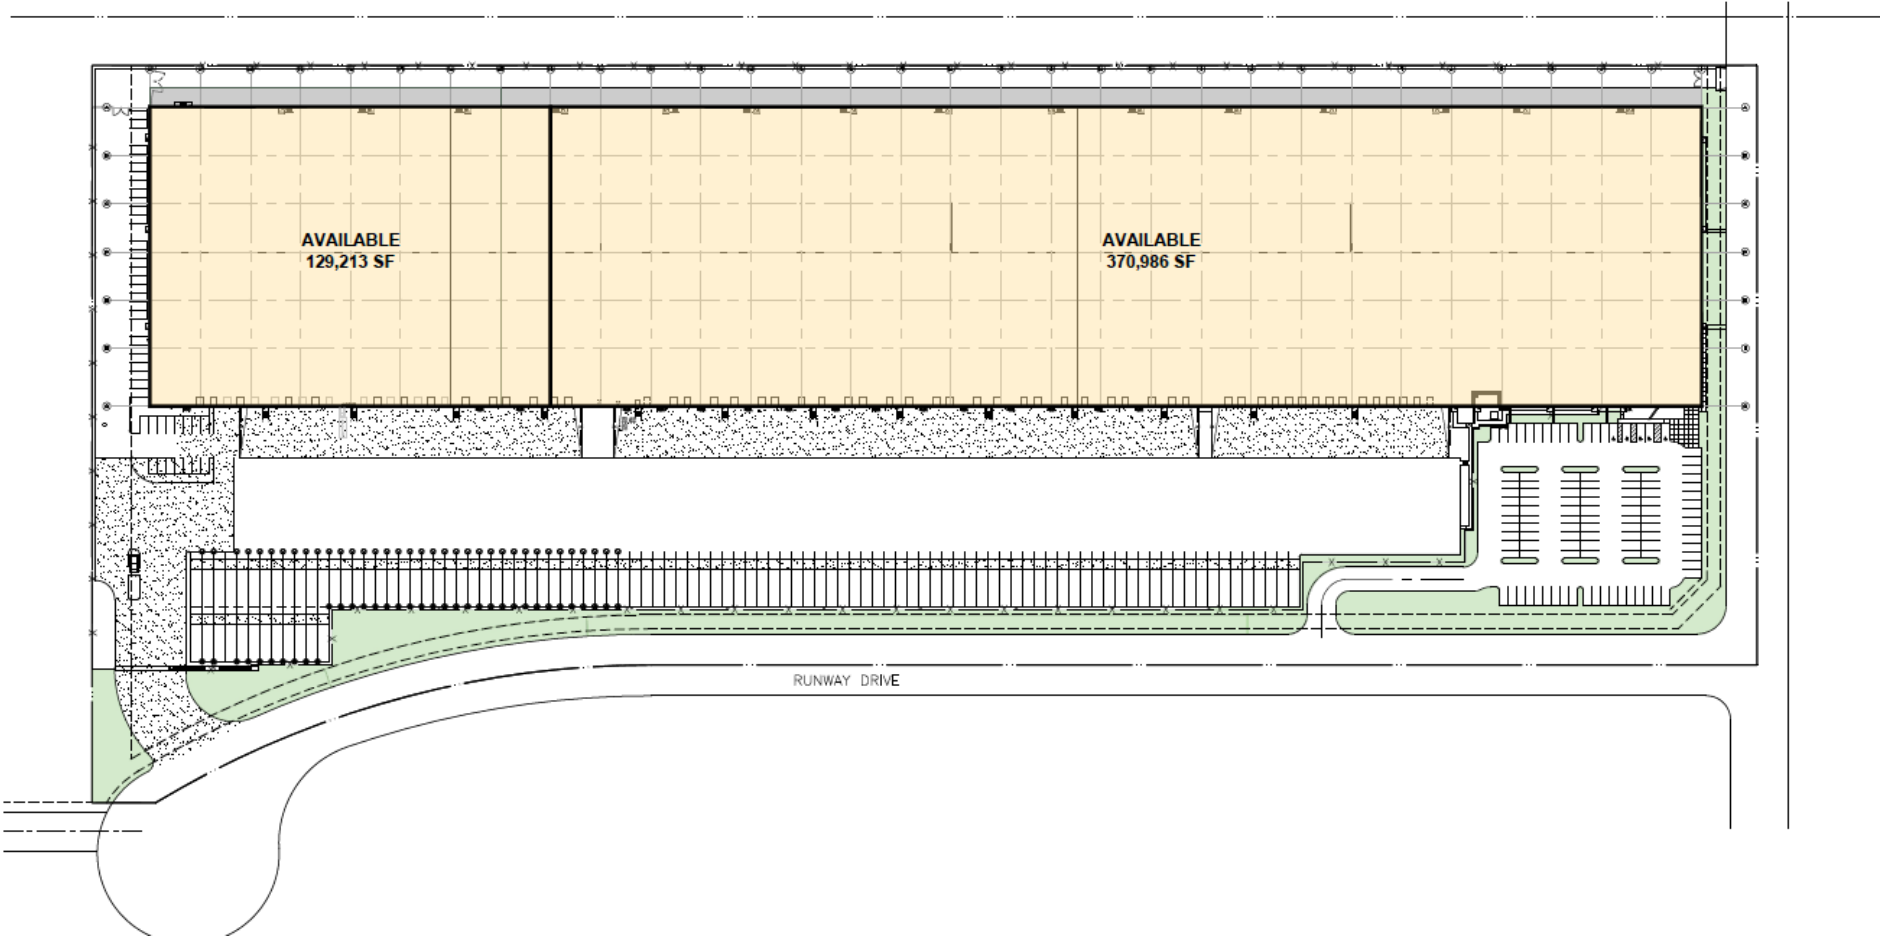 AVAILABLE
129,213 SF
AVAILABLE
370,986 SF
RUNWAY DRIVE